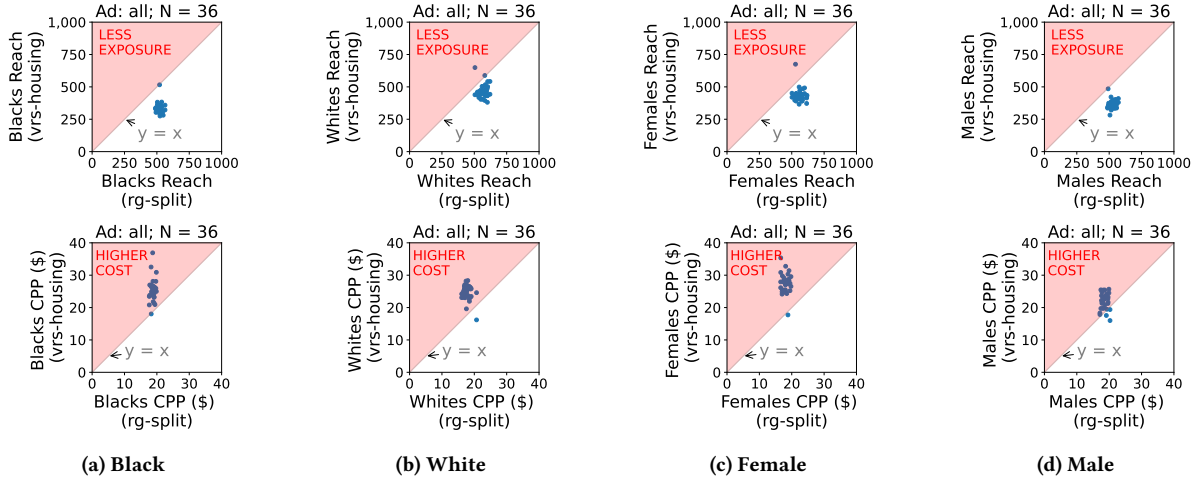 Ad: all; N = 36
LESS
EXPOSURE
y = x
1,000
750
500
250
0
0 250 500 750 1000
Blacks Reach
(vrs-housing)
Blacks Reach
(rg-split)
Ad: all; N = 36
LESS
EXPOSURE
y = x
1,000
750
500
250
0
0 250 500 750 1000
Whites Reach
(vrs-housing)
Whites Reach
(rg-split)
Ad: all; N = 36
LESS
EXPOSURE
y = x
1,000
750
500
250
0
0 250 500 750 1000
Females Reach
(vrs-housing)
Females Reach
(rg-split)
Ad: all; N = 36
LESS
EXPOSURE
y = x
1,000
750
500
250
0
0 250 500 750 1000
Males Reach
(vrs-housing)
Males Reach
(rg-split)
Ad: all; N = 36
HIGHER
COST
y = x
40
30
20
10
0
0 10 20 30 40
Blacks CPP ($)
(vrs-housing)
Blacks CPP ($)
(rg-split)
Ad: all; N = 36
HIGHER
COST
y = x
40
30
20
10
0
0 10 20 30 40
Whites CPP ($)
(vrs-housing)
Whites CPP ($)
(rg-split)
Ad: all; N = 36
HIGHER
COST
y = x
40
30
20
10
0
0 10 20 30 40
Females CPP ($)
(vrs-housing)
Females CPP ($)
(rg-split)
Ad: all; N = 36
HIGHER
COST
y = x
40
30
20
10
0
0 10 20 30 40
Males CPP ($)
(vrs-housing)
Males CPP ($)
(rg-split)
(a) Black
(b) White
(c) Female
(d) Male